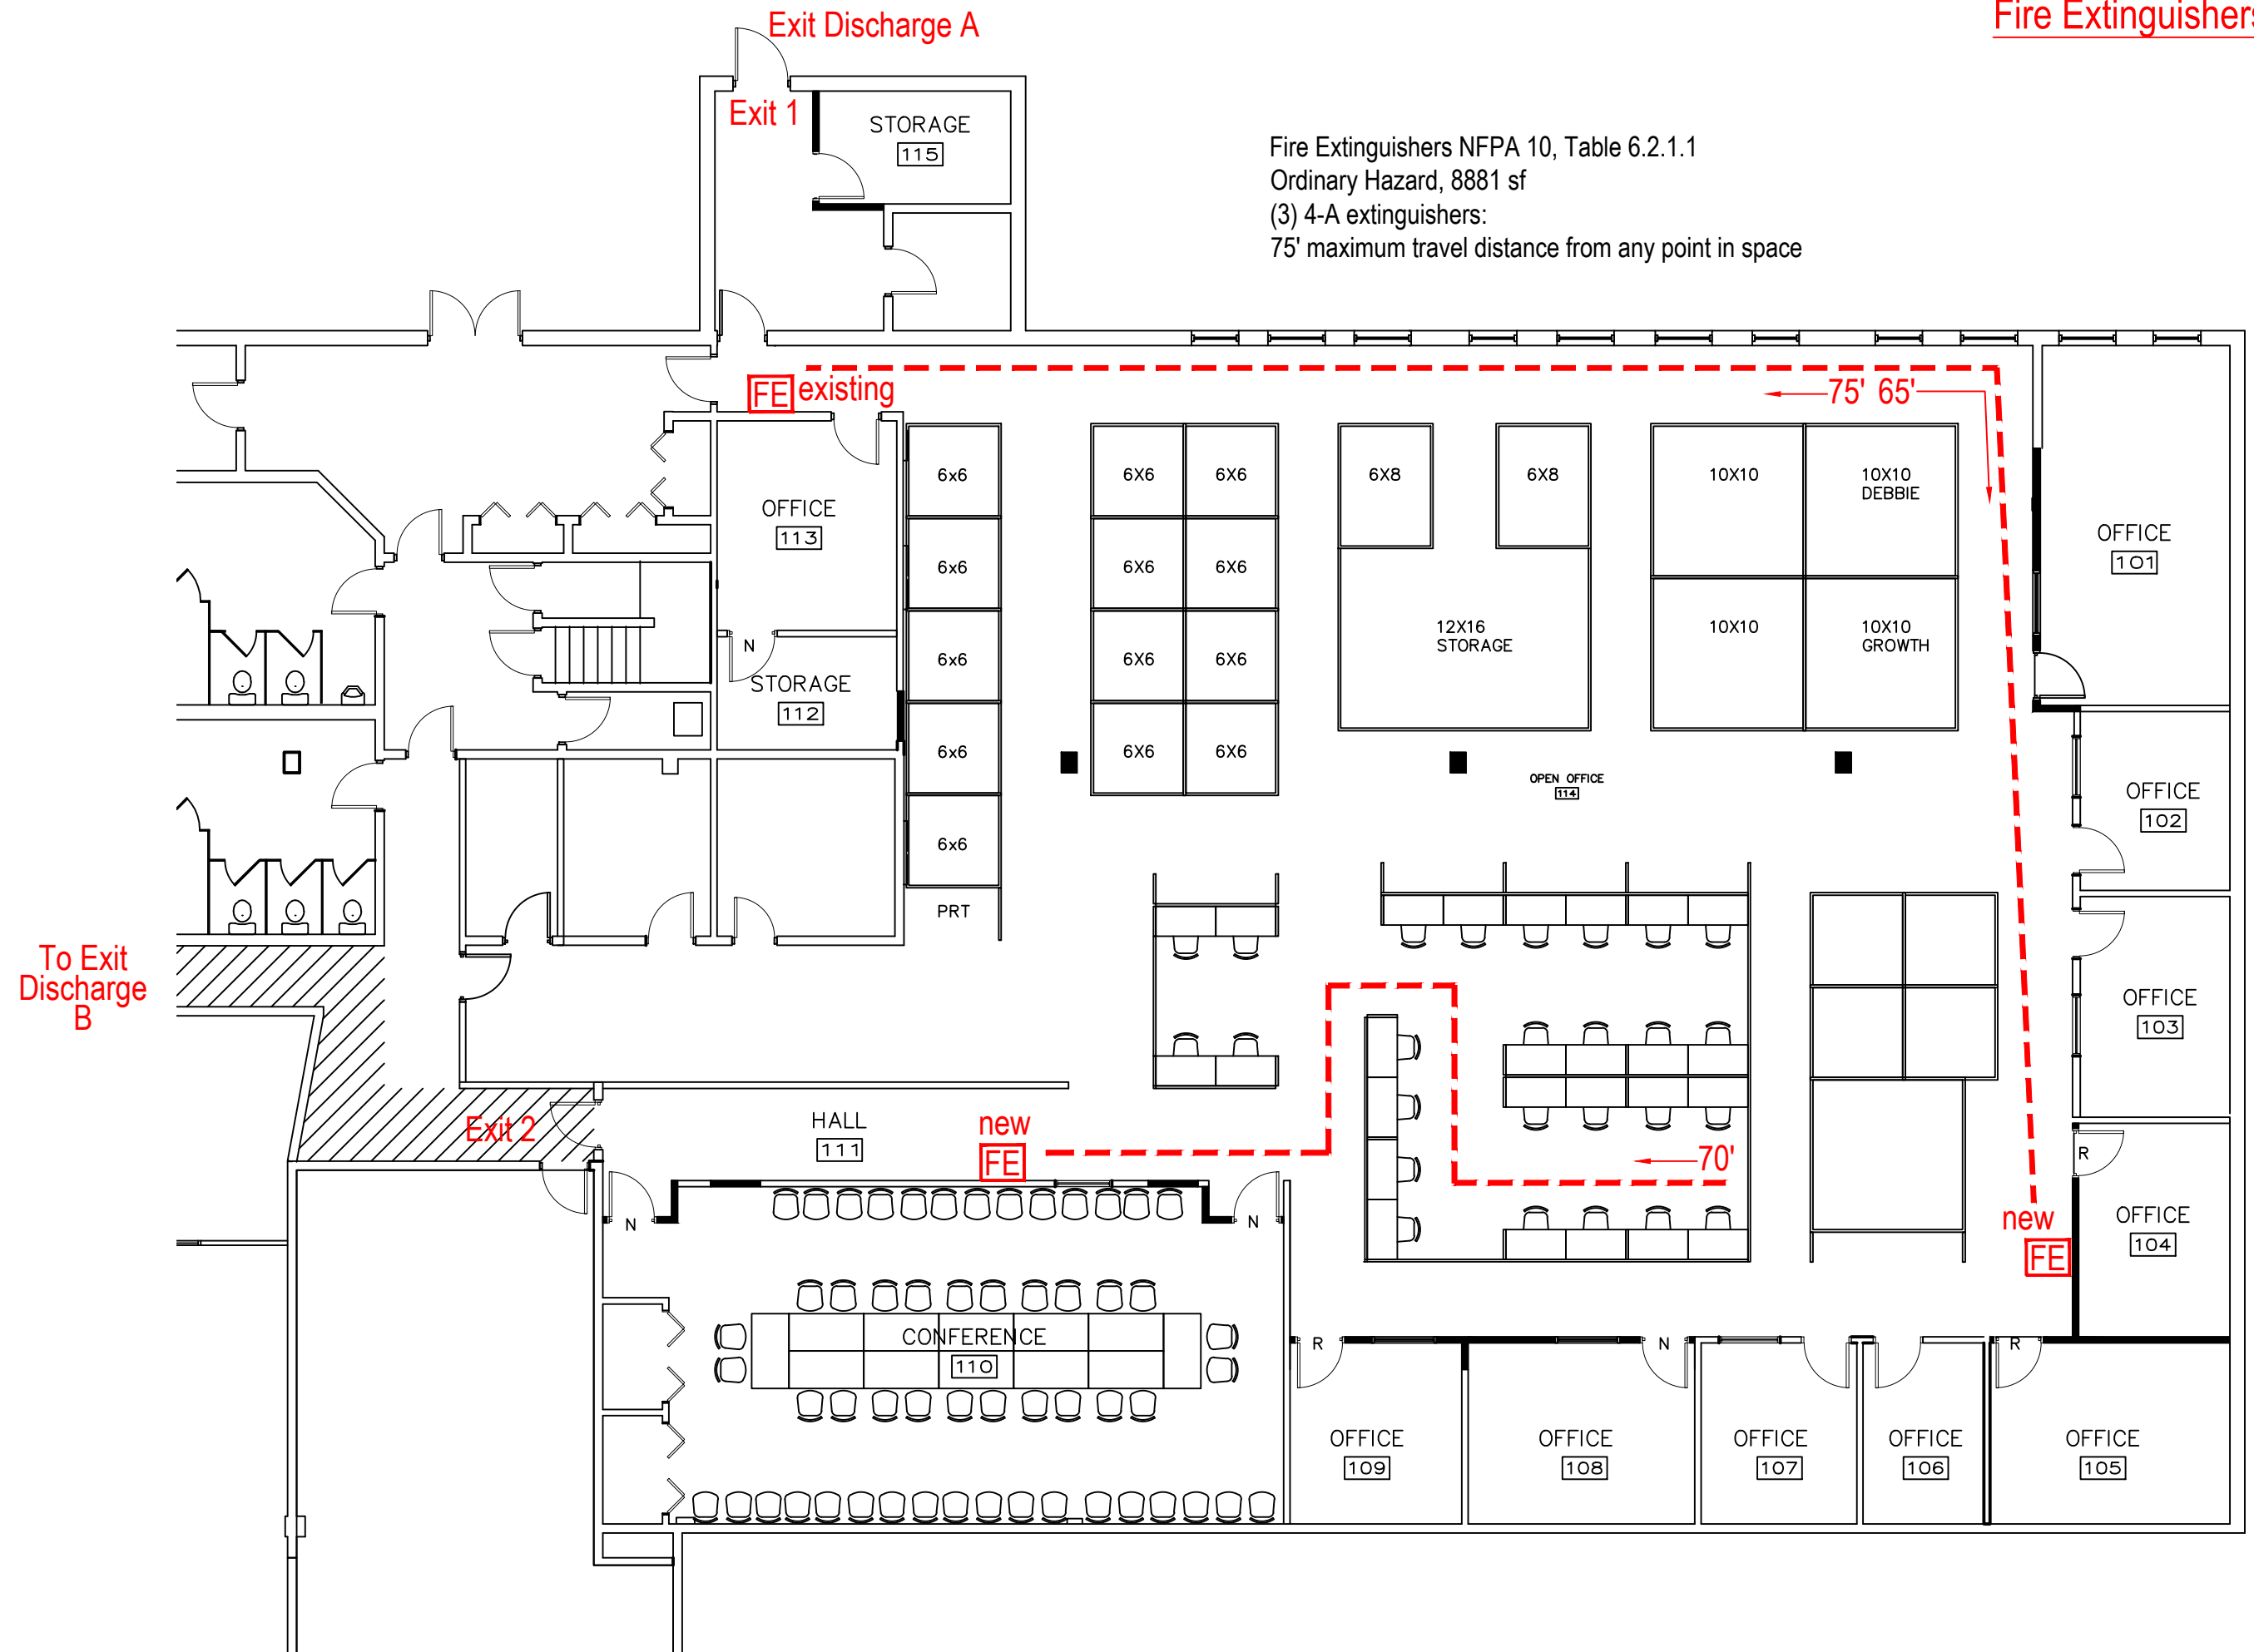 Fire Extinguishers
Exit Discharge A
Exit 1
STORAGE
115
Fire Extinguishers NFPA 10, Table 6.2.1.1
Ordinary Hazard, 8881 sf
(3) 4-A extinguishers:
75' maximum travel distance from any point in space
FE existing
75' 65'
6x6
6X6
6X6
6X8
6X8
10X10
10X10
DEBBIE
OFFICE
113
OFFICE
101
6x6
6X6
6X6
6x6
6X6
6X6
12X16
STORAGE
10X10
10X10
GROWTH
N
STORAGE
112
6x6
6X6
6X6
OPEN OFFICE
114
OFFICE
102
6x6
PRT
To Exit
Discharge
B
OFFICE
103
Exit 2
HALL
111
new
FE
70'
R
N
N
new
FE
OFFICE
104
CONFERENCE
110
R
N
R
OFFICE
109
OFFICE
108
OFFICE
107
OFFICE
106
OFFICE
105